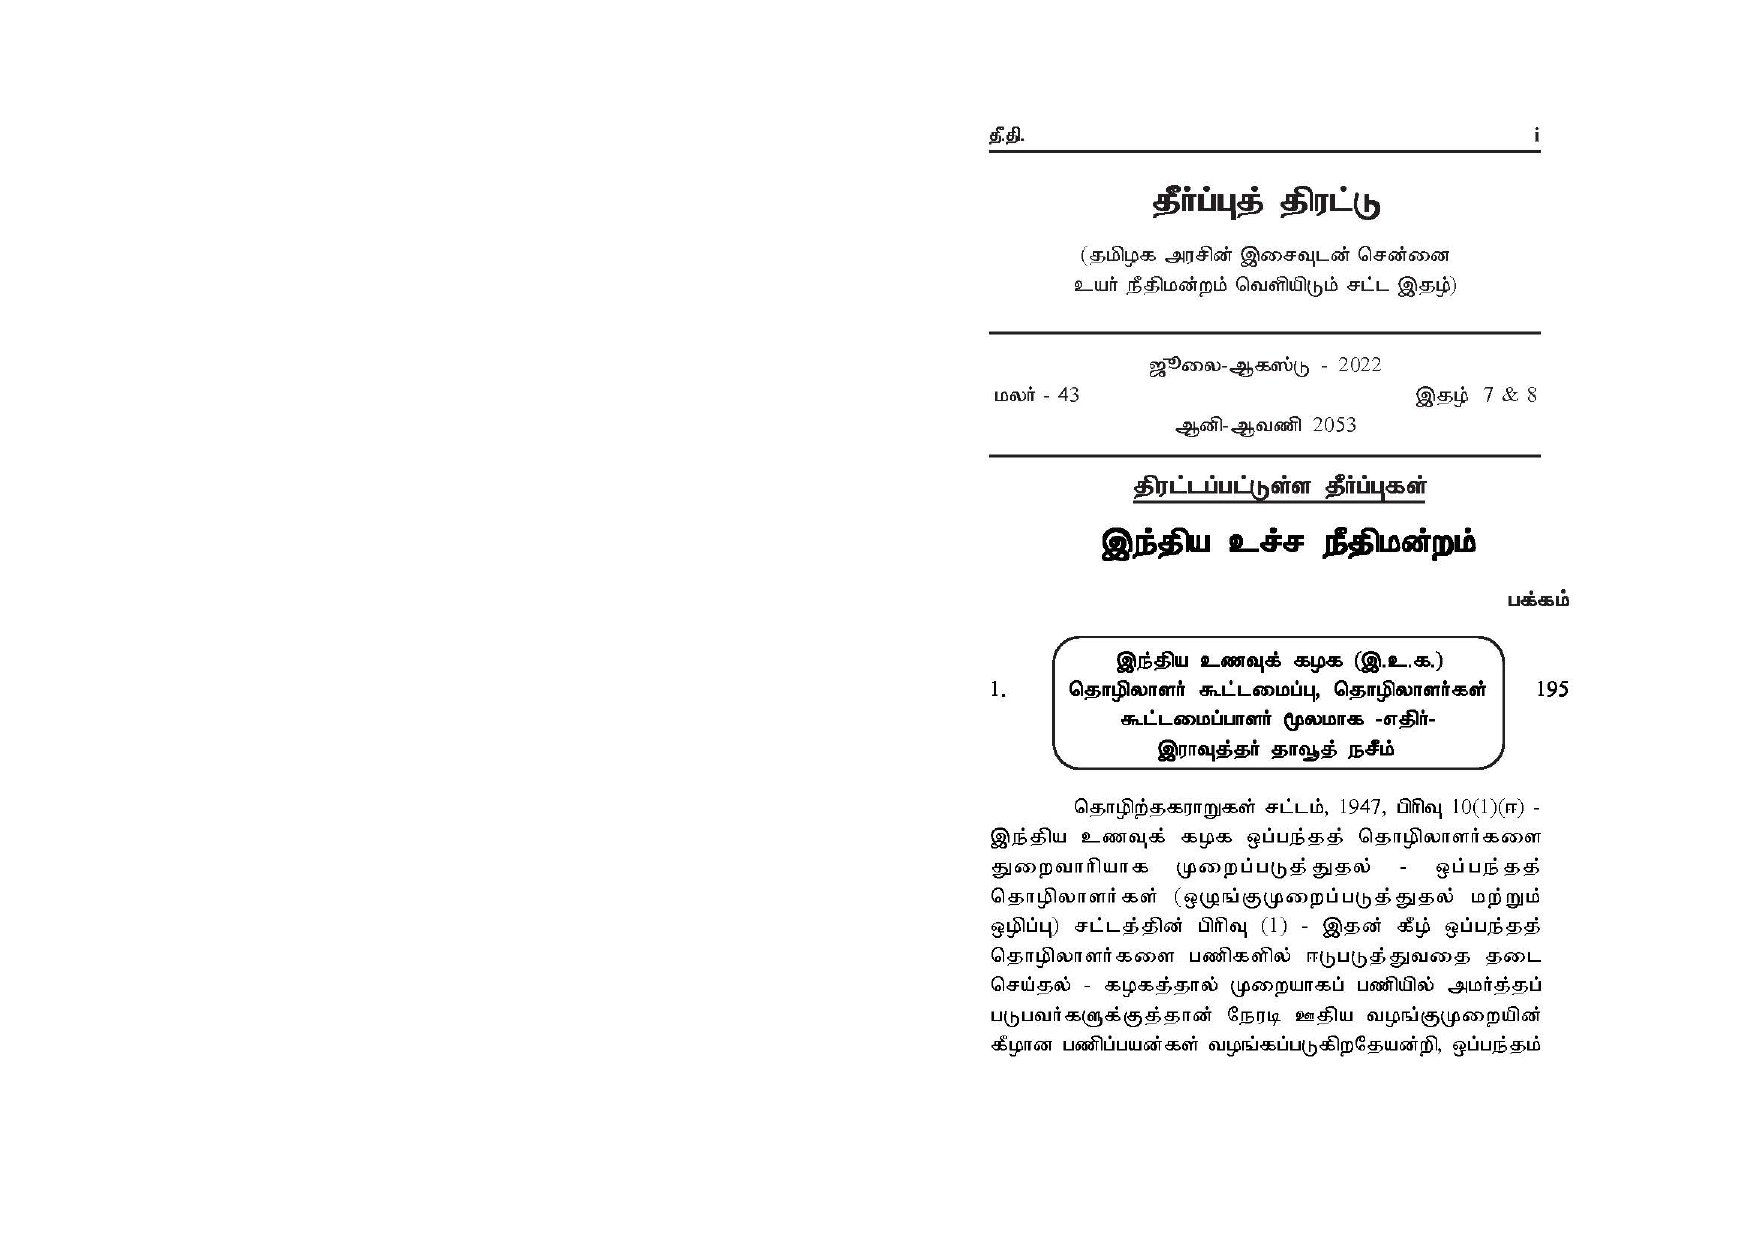 தீ.தி. i
தீர்ப்புத் திரட்டு
(தமிழக அரசின் இசைவுடன் சென்னை
உயர் நீதிமன்றம் வெளியிடும் சட்ட இதழ்)
ஜூலை-ஆகஸ்டு - 2022
மலர் - 43 இதழ் 7 & 8
ஆனி-ஆவணி 2053
திரட்டப்பட்டுள்ள தீர்ப்புகள்
இந்திய உச்ச நீதிமன்றம்
பக்கம்
இந்திய உணவுக் கழக (இ.உ.க.)
1. தொழிலாளர் கூட்டமைப்பு, தொழிலாளர்கள் 195
கூட்டமைப்பாளர் மூலமாக -எதிர்-
இராவுத்தர் தாவூத் நசீம்
தொழிற்தகராறுகள் சட்டம், 1947, பிரிவு 10(1)(ஈ) -
இந்திய உணவுக் கழக ஒப்பந்தத் தொழிலாளர்களை
துறைவாரியாக முறைப்படுத்துதல் - ஒப்பந்தத்
தொழிலாளர்கள் (ஒழுங்குமுறைப்படுத்துதல் மற்றும்
ஒழிப்பு) சட்டத்தின் பிரிவு (1) - இதன் கீழ் ஒப்பந்தத்
தொழிலாளர்களை பணிகளில் ஈடுபடுத்துவதை தடை
செய்தல் - கழகத்தால் முறையாகப் பணியில் அமர்த்தப்
படுபவர்களுக்குத்தான் நேரடி ஊதிய வழங்குமுறையின்
கீழான பணிப்பயன்கள் வழங்கப்படுகிறதேயன்றி, ஒப்பந்தம்